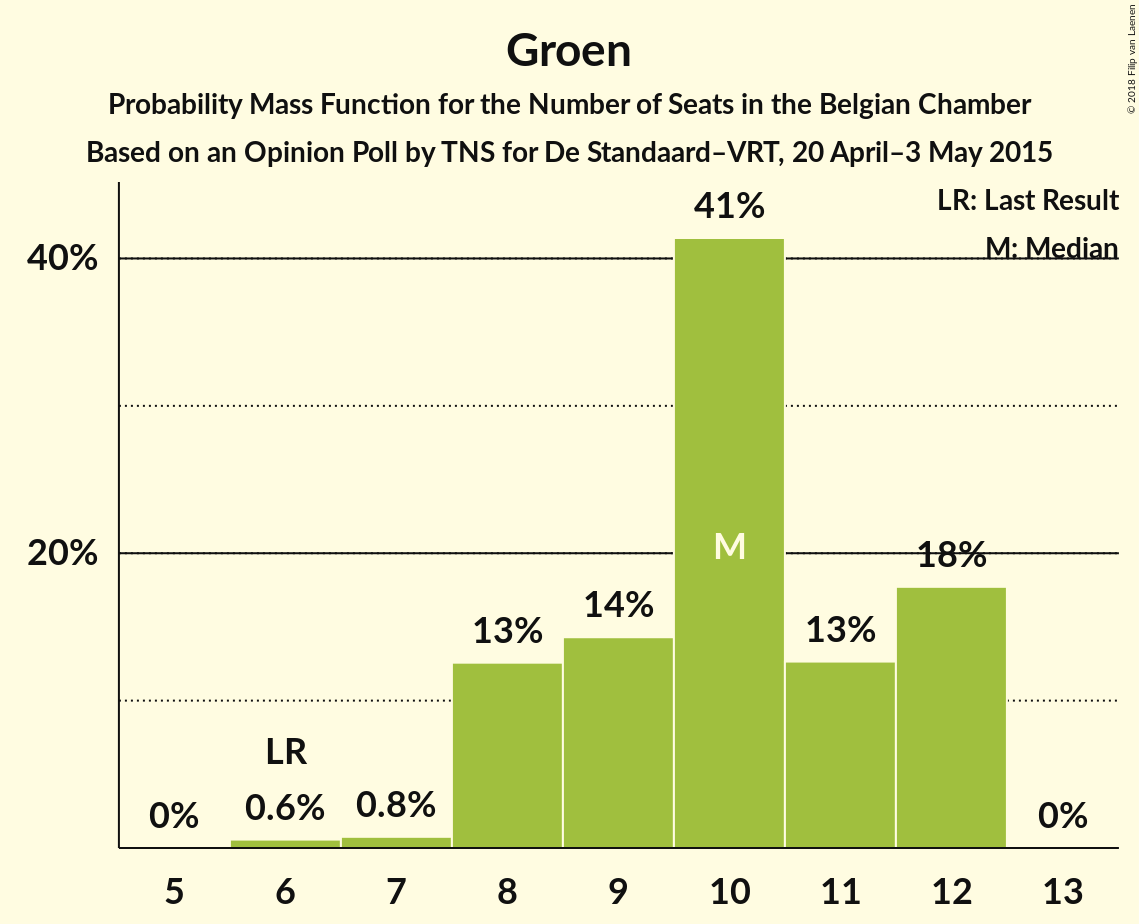 Groen
Probability Mass Function for the Number of Seats in the Belgian Chamber
Based on an Opinion Poll by TNS for De Standaard–VRT, 20 April–3 May 2015
© 2018 Filip van Laenen
LR: Last Result
M: Median
40%
20%
0%
LR
0.6%
0.8%
13%
14%
41%
M
13%
18%
0%
5 6 7 8 9 10 11 12 13